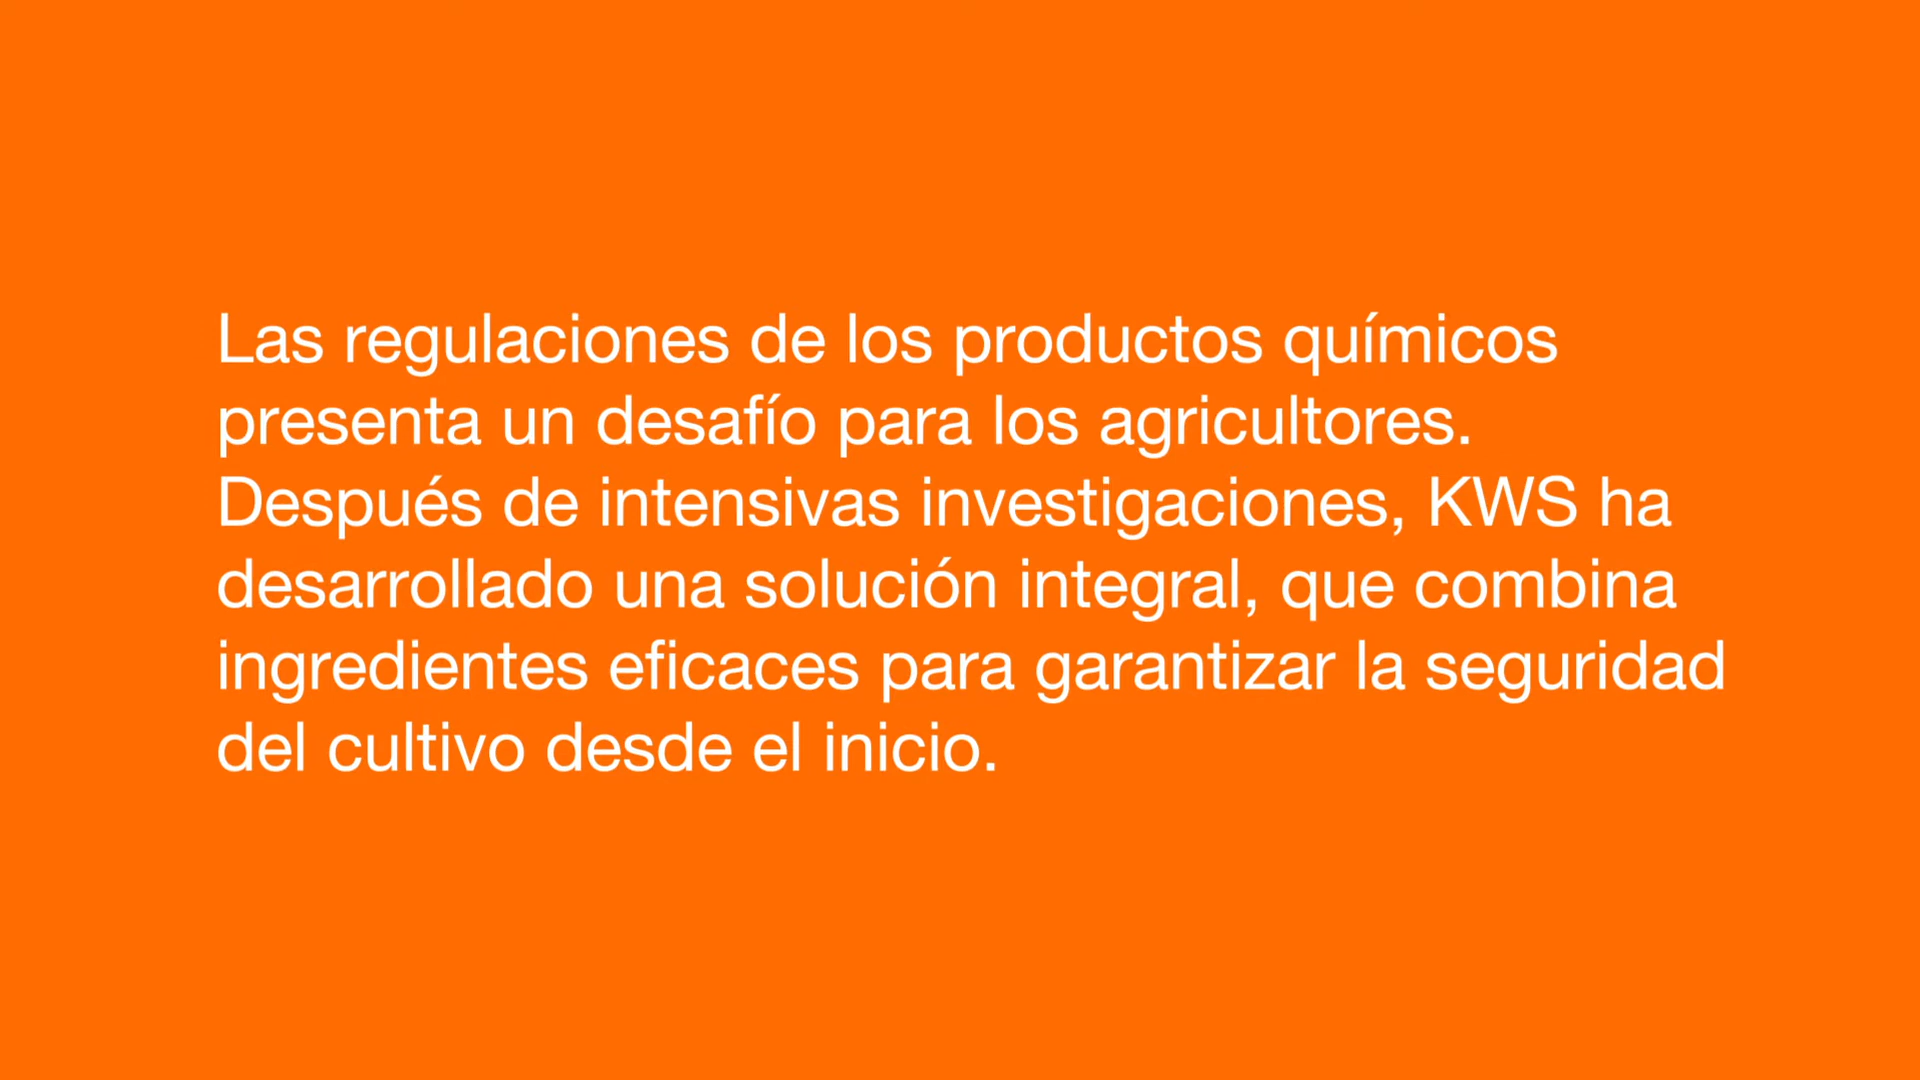 Las regulaciones de los productos químicos
presenta un desafío para los agricultores.
Después de intensivas investigaciones, KWS ha
desarrollado una solución integral, que combina
ingredientes eficaces para garantizar la seguridad
del cultivo desde el inicio.